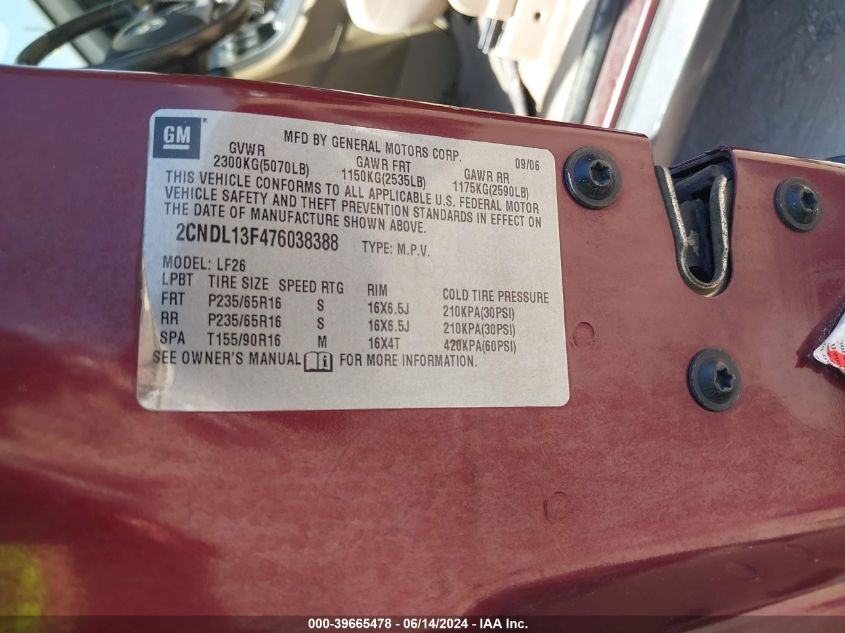 GM
MFD BY GENERAL MOTORS CORP. 09/06
GVWR GAWR FRT GAWR RR
2300KG(5070LB) 1150KG(2535LB) 1175KG(2590LB)
THIS VEHICLE CONFORMS TO ALL APPLICABLE U.S. FEDERAL MOTOR
VEHICLE SAFETY AND THEFT PREVENTION STANDARDS IN EFFECT ON
THE DATE OF MANUFACTURE SHOWN ABOVE.
2CNDL13F476038388 TYPE: M.P.V.
MODEL: LF26
LPBT TIRE SIZE SPEED RTG RIM COLD TIRE PRESSURE
FRT P235/65R16 S 16X6.5J 210KPA(30PSI)
RR P235/65R16 S 16X6.5J 210KPA(30PSI)
SPA T155/90R16 M 16X4T 420KPA(60PSI)
SEE OWNER'S MANUAL FOR MORE INFORMATION.
000-39665478 - 06/14/2024 - IAA Inc.